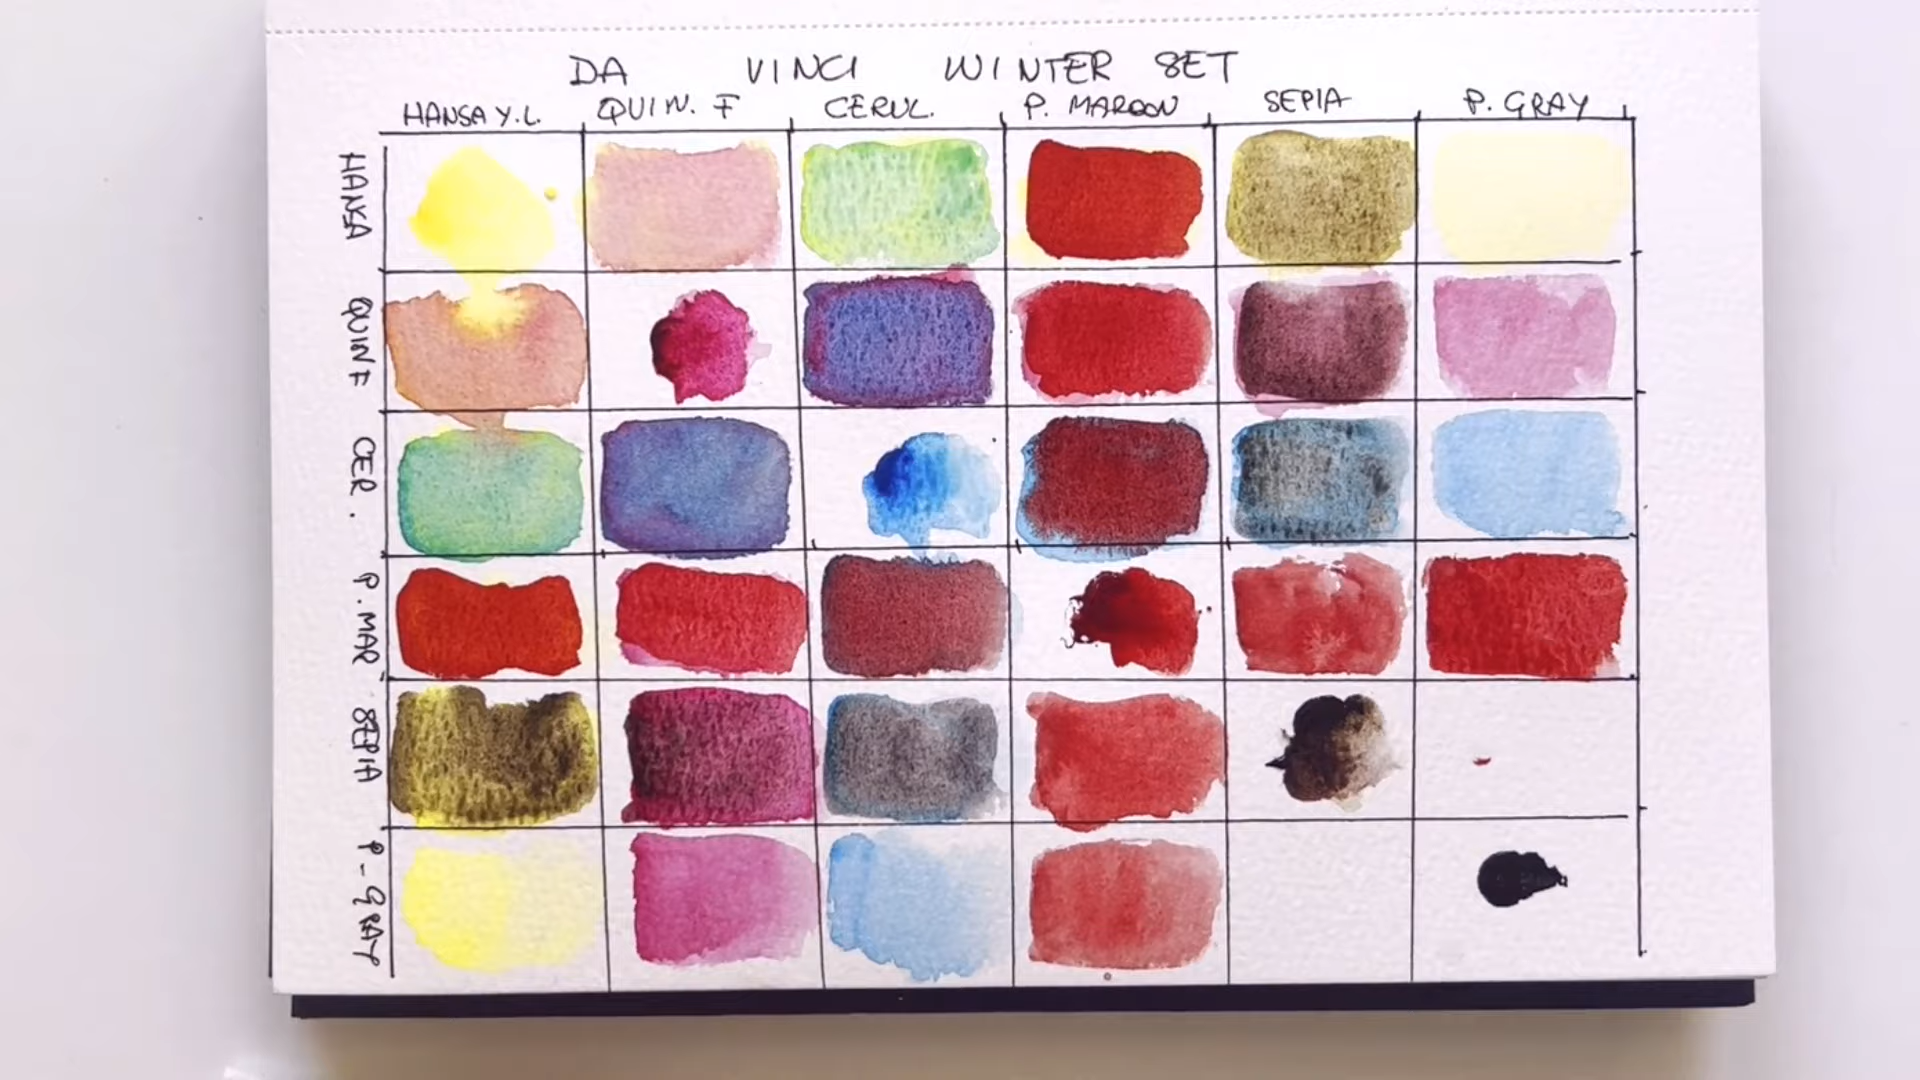 DA VINCI WINTER SET
HANSA Y.L. QUIN. F CERUL. P. MAROON SEPIA P. GRAY
HANSA
QUIN F
CER.
P. MAR
SEPIA
P-GRAY